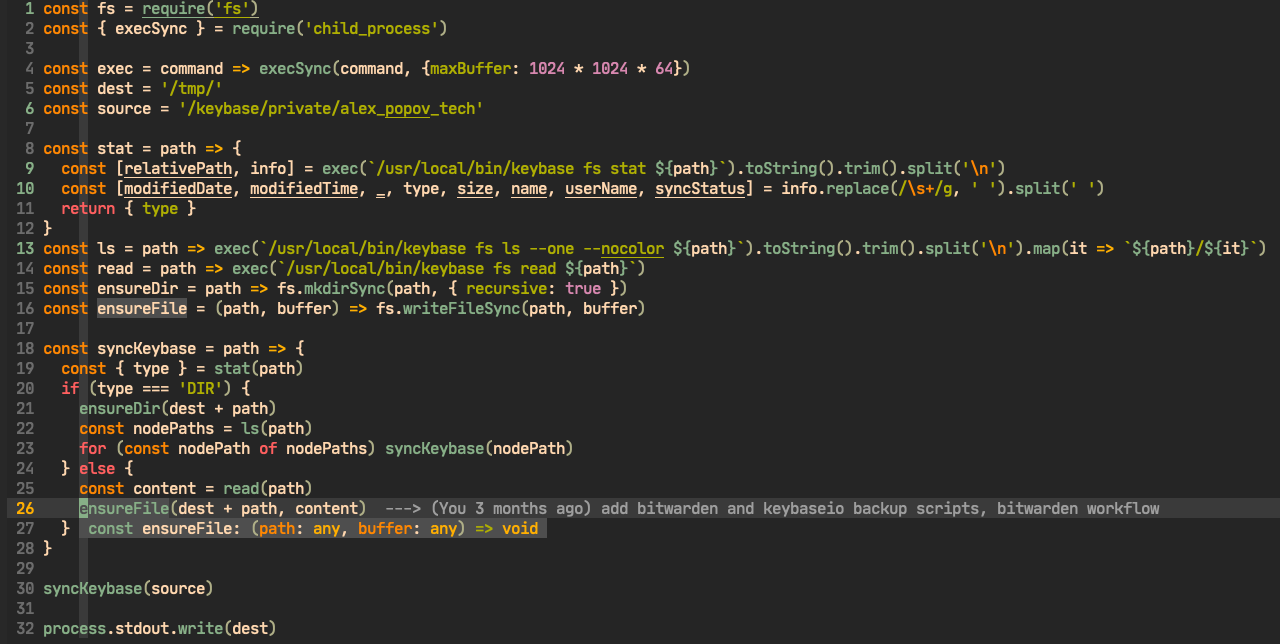 1 const fs = require('fs')
2 const { execSync } = require('child_process')
3
4 const exec = command => execSync(command, {maxBuffer: 1024 * 1024 * 64})
5 const dest = '/tmp/'
6 const source = '/keybase/private/alex_popov_tech'
7
8 const stat = path => {
9   const [relativePath, info] = exec(`/usr/local/bin/keybase fs stat ${path}`).toString().trim().split('\n')
10   const [modifiedDate, modifiedTime, _, type, size, name, userName, syncStatus] = info.replace(/\s+/g, ' ').split(' ')
11   return { type }
12 }
13 const ls = path => exec(`/usr/local/bin/keybase fs ls --one --nocolor ${path}`).toString().trim().split('\n').map(it => `${path}/${it}`)
14 const read = path => exec(`/usr/local/bin/keybase fs read ${path}`)
15 const ensureDir = path => fs.mkdirSync(path, { recursive: true })
16 const ensureFile = (path, buffer) => fs.writeFileSync(path, buffer)
17
18 const syncKeybase = path => {
19   const { type } = stat(path)
20   if (type === 'DIR') {
21     ensureDir(dest + path)
22     const nodePaths = ls(path)
23     for (const nodePath of nodePaths) syncKeybase(nodePath)
24   } else {
25     const content = read(path)
26     ensureFile(dest + path, content)  ---> (You 3 months ago) add bitwarden and keybaseio backup scripts, bitwarden workflow
27   }  const ensureFile: (path: any, buffer: any) => void
28 }
29
30 syncKeybase(source)
31
32 process.stdout.write(dest)